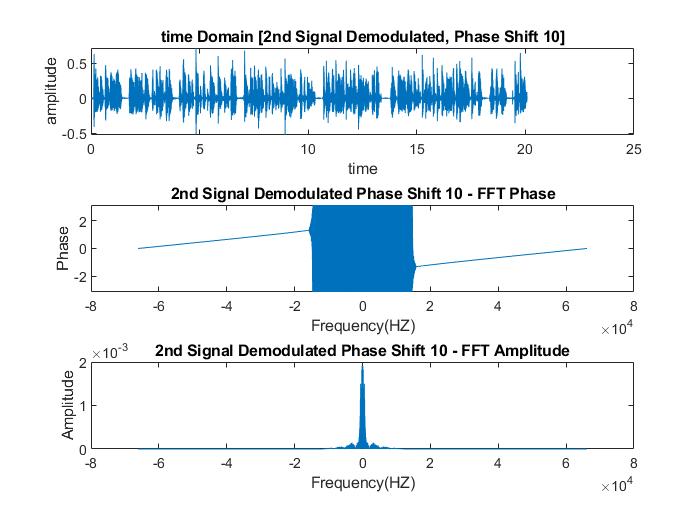 time Domain [2nd Signal Demodulated, Phase Shift 10]
amplitude
0.5
0
-0.5
0 5 10 15 20 25
time
2nd Signal Demodulated Phase Shift 10 - FFT Phase
Phase
2
0
-2
-8 -6 -4 -2 0 2 4 6 8
Frequency(HZ)
×10^4
2nd Signal Demodulated Phase Shift 10 - FFT Amplitude
×10^-3
Amplitude
2
1
0
-8 -6 -4 -2 0 2 4 6 8
Frequency(HZ)
×10^4